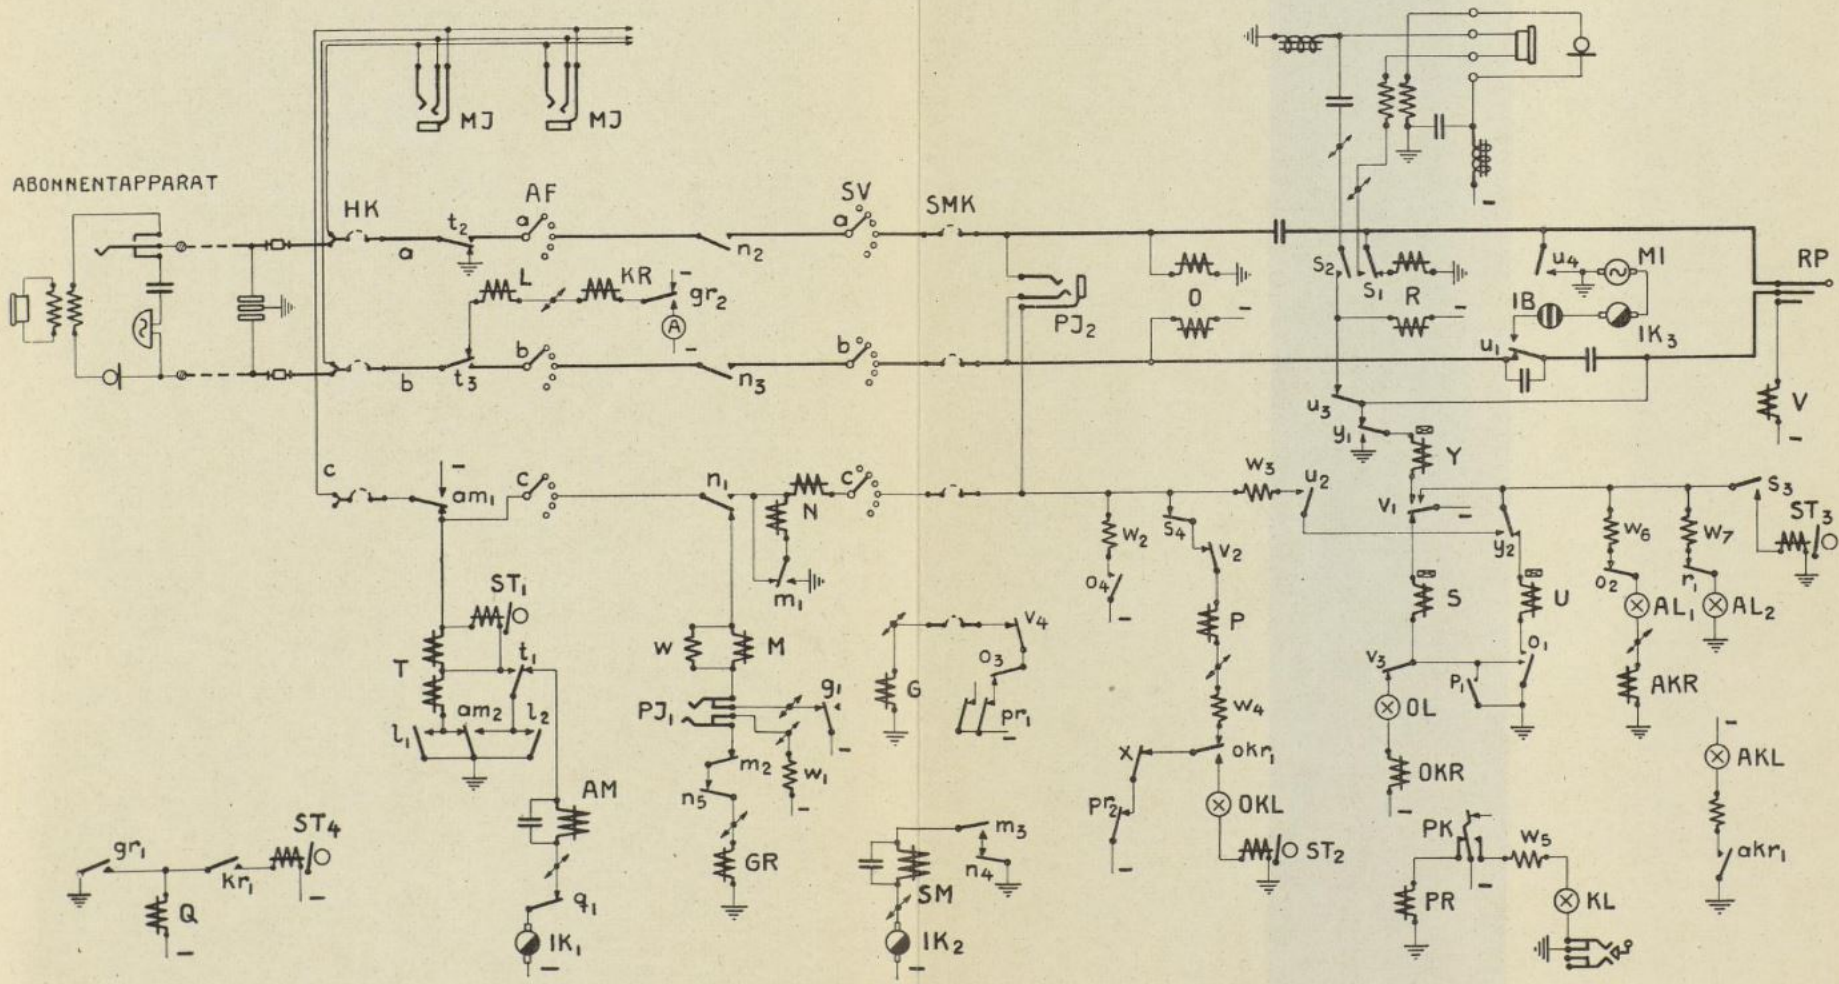 ABONNENTAPPARAT
MJ
MJ
HK
t2
AF
a
a
SV
a
SMK
n2
L
KR
gr2
A
b
b
t3
n3
b
PJ2
O
S2
S1
R
u4
MI
IB
IK3
u1
RP
V
u3
y1
Y
c
am1
c
n1
N
c
m1
W3
u2
v1
y2
S3
ST3
W2
S4
v2
O4
W6
W7
O2
r1
AL1
AL2
AKR
ST1
T
t1
l1
am2
l2
W
M
PJ1
g1
m2
W1
n5
GR
G
v4
O3
pr1
P
W4
X
okr1
pr2
OKL
ST2
S
U
v3
P1
O1
OL
OKR
AKL
akr1
AM
q1
IK1
m3
n4
SM
IK2
PK
W5
PR
KL
gr1
kr1
ST4
Q